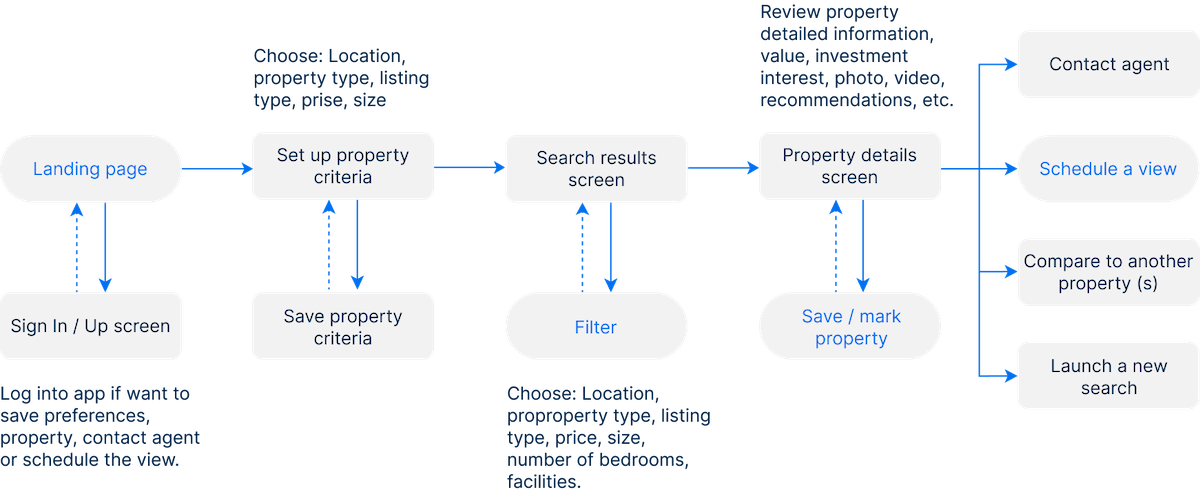 Choose: Location,
property type, listing
type, prise, size
Review property
detailed information,
value, investment
interest, photo, video,
recommendations, etc.
Landing page
Set up property
criteria
Search results
screen
Property details
screen
Contact agent
Schedule a view
Compare to another
property (s)
Launch a new
search
Sign In / Up screen
Save property
criteria
Filter
Save / mark
property
Log into app if want to
save preferences,
property, contact agent
or schedule the view.
Choose: Location,
proproperty type, listing
type, price, size,
number of bedrooms,
facilities.